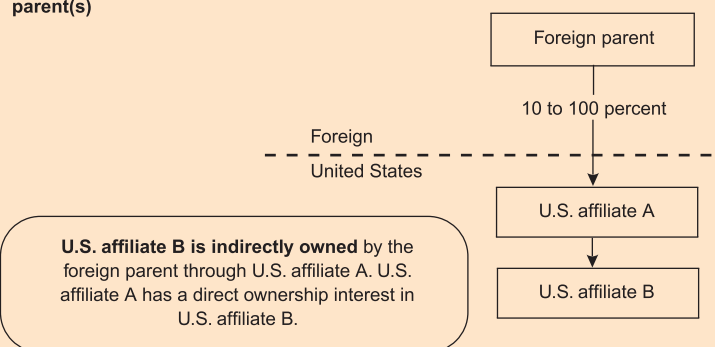 parent(s)
Foreign parent
10 to 100 percent
Foreign
United States
U.S. affiliate A
U.S. affiliate B is indirectly owned by the
foreign parent through U.S. affiliate A. U.S.
affiliate A has a direct ownership interest in
U.S. affiliate B.
U.S. affiliate B